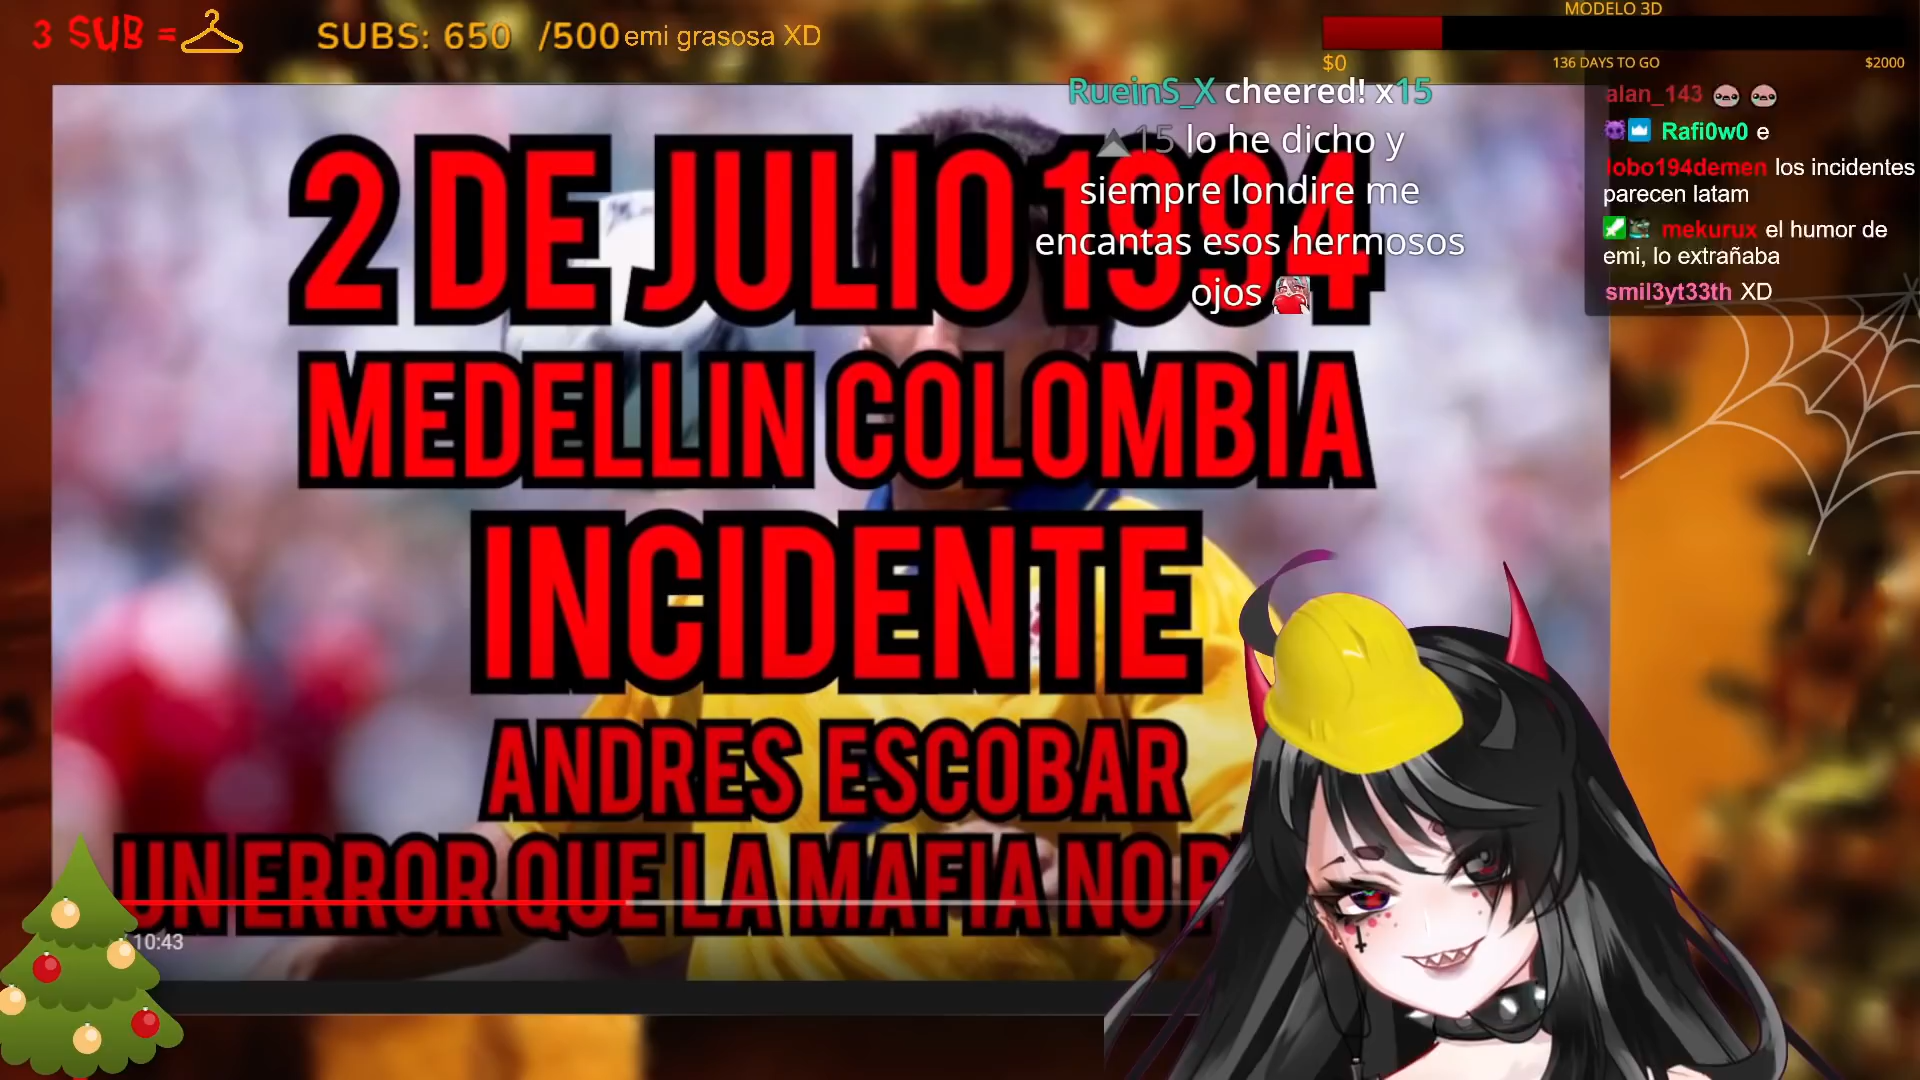 3 SUB =
SUBS: 650 /500
emi grasosa XD
MODELO 3D
$0
136 DAYS TO GO
$2000
RueinS_X cheered! x15
15 lo he dicho y
siempre londire me
encantas esos hermosos
ojos
alan_143
Rafi0w0 e
lobo194demen los incidentes
parecen latam
mekurux el humor de
emi, lo extrañaba
smil3yt33th XD
2 DE JULIO 1994
MEDELLIN COLOMBIA
INCIDENTE
ANDRES ESCOBAR
UN ERROR QUE LA MAFIA NO
10:43